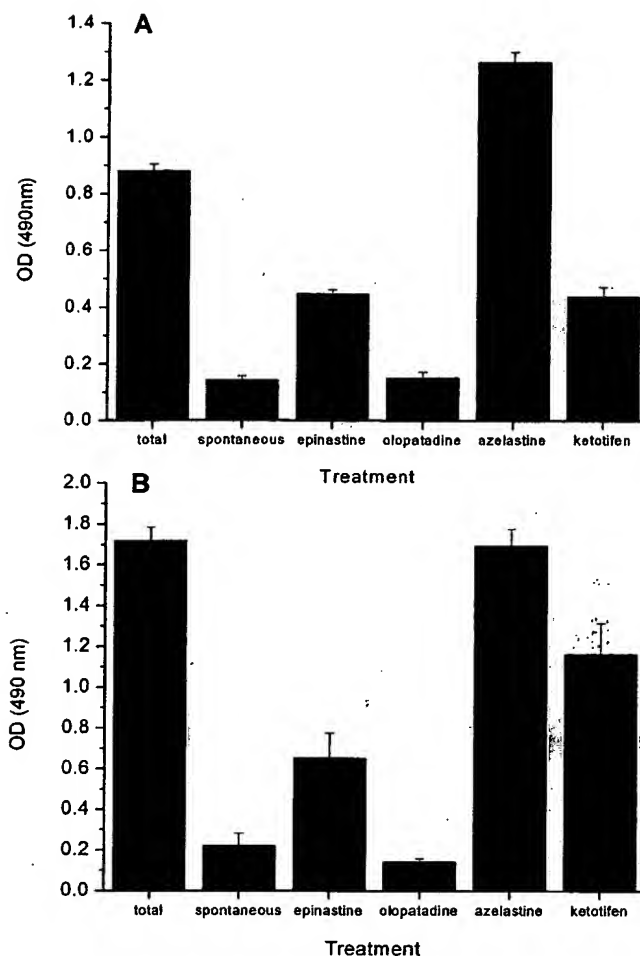 A
1.4
1.2
1.0
0.8
0.6
0.4
0.2
0.0
OD (490nm)
total spontaneous epinastine olopatadine azelastine ketotifen
Treatment
B
2.0
1.8
1.6
1.4
1.2
1.0
0.8
0.6
0.4
0.2
0.0
OD (490 nm)
total spontaneous epinastine olopatadine azelastine ketotifen
Treatment